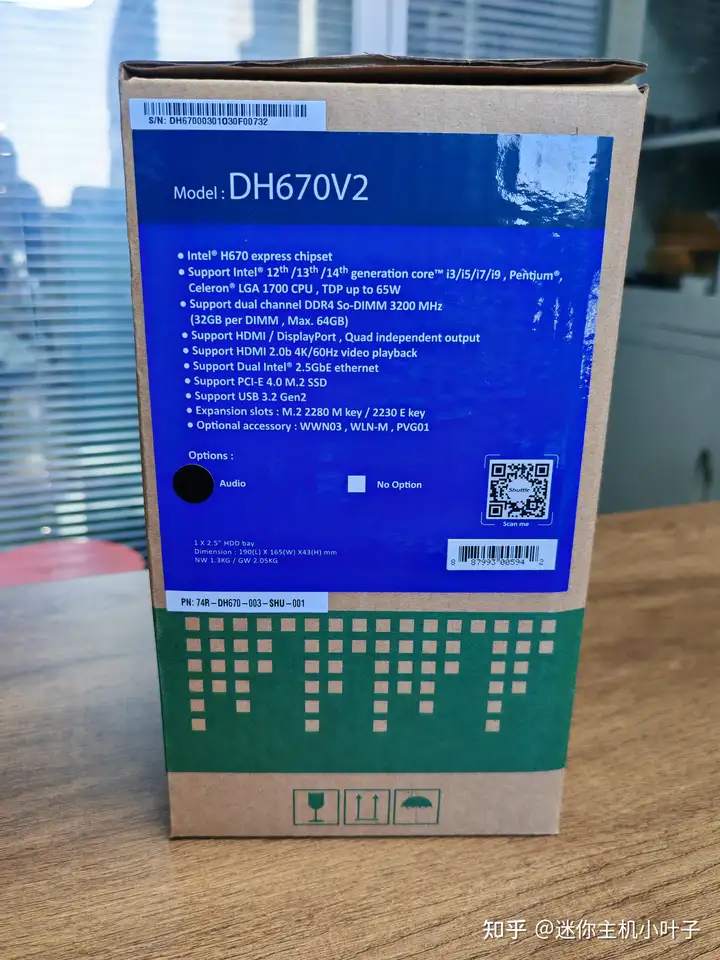 S/N: DH67000301O30F00732
Model : DH670V2
• Intel® H670 express chipset
• Support Intel® 12th /13th /14th generation core™ i3/i5/i7/i9 , Pentium®,
Celeron® LGA 1700 CPU , TDP up to 65W
• Support dual channel DDR4 So-DIMM 3200 MHz
(32GB per DIMM , Max. 64GB)
• Support HDMI / DisplayPort , Quad independent output
• Support HDMI 2.0b 4K/60Hz video playback
• Support Dual Intel® 2.5GbE ethernet
• Support PCI-E 4.0 M.2 SSD
• Support USB 3.2 Gen2
• Expansion slots : M.2 2280 M key / 2230 E key
• Optional accessory : WWN03 , WLN-M , PVG01
Options :
Audio
No Option
Shuttle
Scan me
1 X 2.5" HDD bay
Dimension : 190(L) X 165(W) X43(H) mm
NW 1.3KG / GW 2.05KG
8 87993 00594 2
PN: 74R-DH670-003-SHU-001
知乎 @迷你主机小叶子